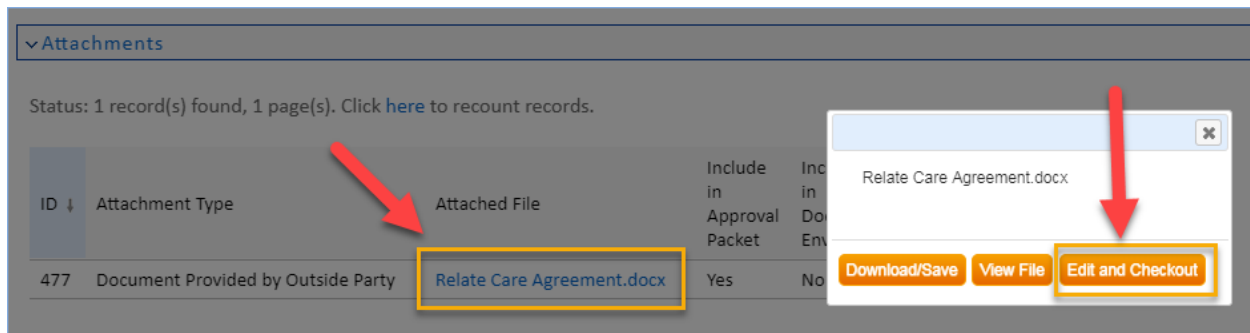 Attachments
Status: 1 record(s) found, 1 page(s). Click here to recount records.
ID Attachment Type Attached File Include in Approval Packet
477 Document Provided by Outside Party Relate Care Agreement.docx Yes No
Relate Care Agreement.docx
Download/Save View File Edit and Checkout